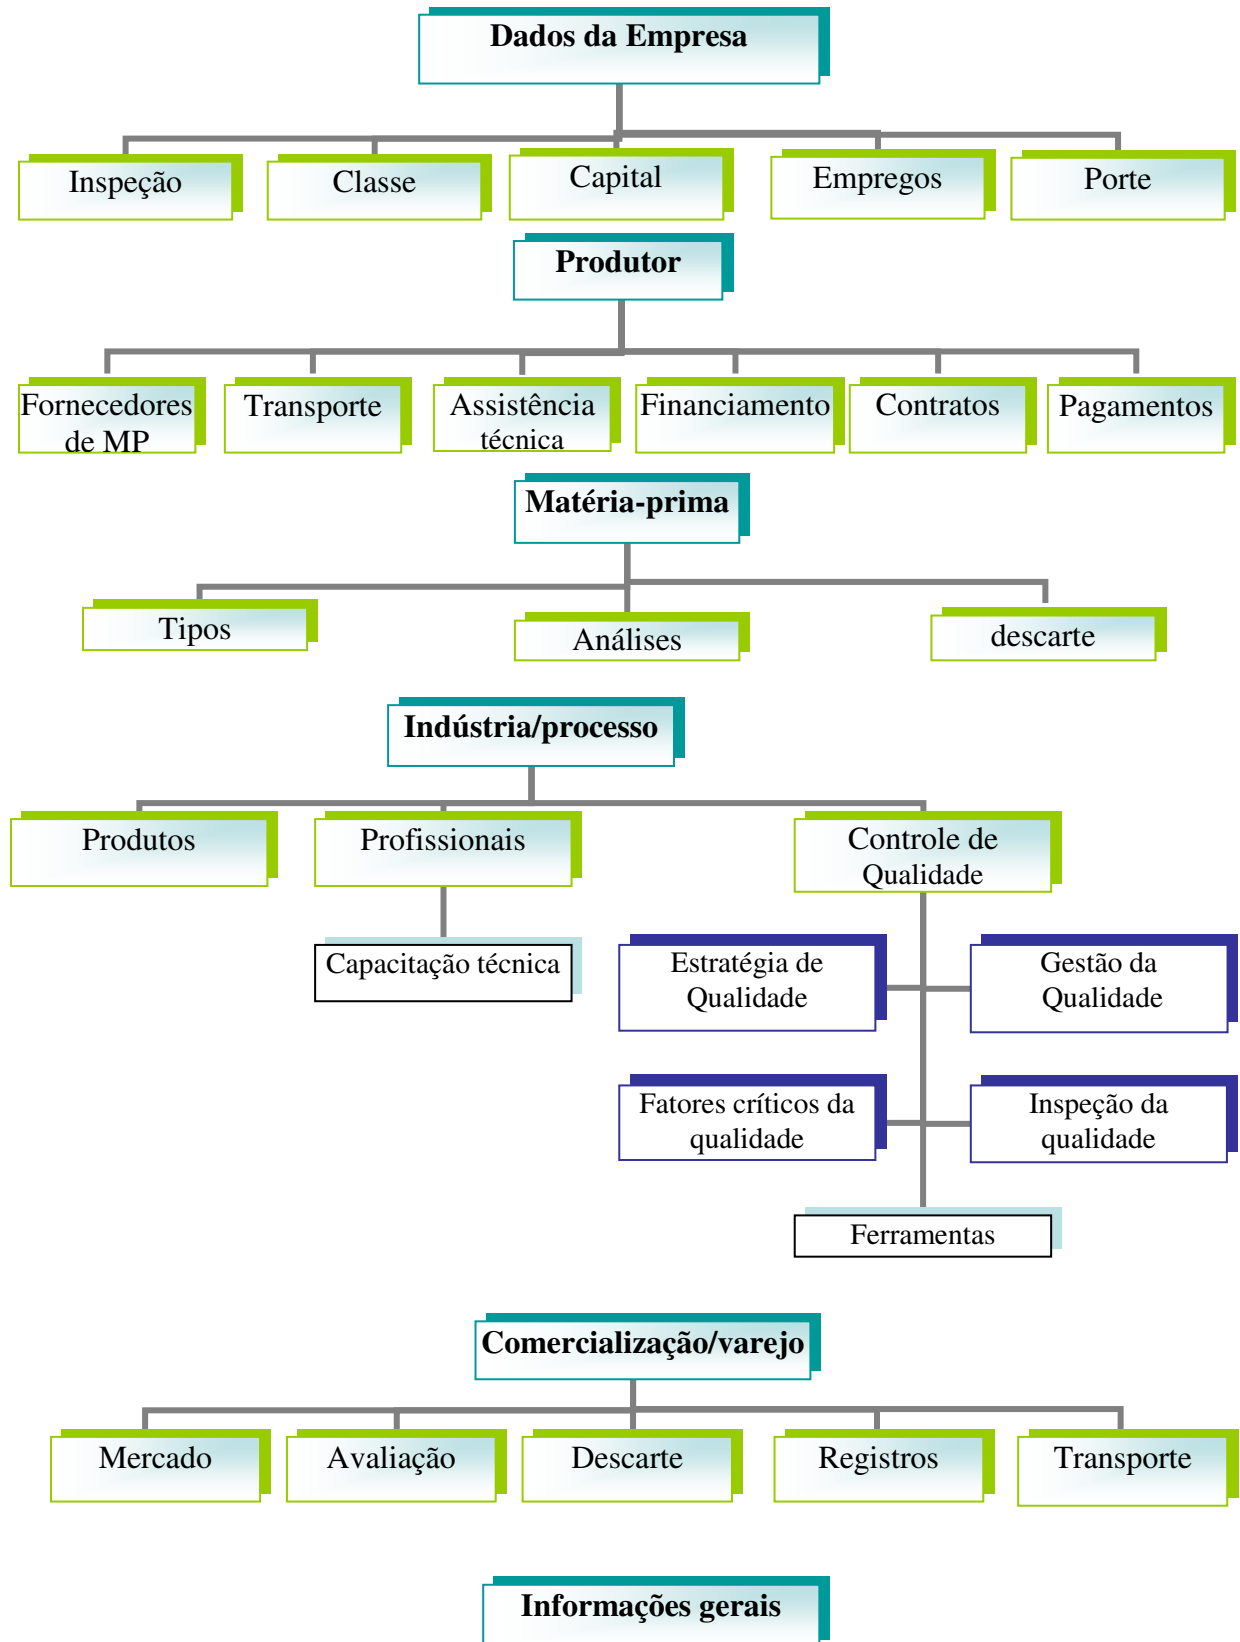 Dados da Empresa
Inspeção
Classe
Capital
Empregos
Porte
Produtor
Fornecedores
de MP
Transporte
Assistência
técnica
Financiamento
Contratos
Pagamentos
Matéria-prima
Tipos
Análises
descarte
Indústria/processo
Produtos
Profissionais
Controle de
Qualidade
Capacitação técnica
Estratégia de
Qualidade
Gestão da
Qualidade
Fatores críticos da
qualidade
Inspeção da
qualidade
Ferramentas
Comercialização/varejo
Mercado
Avaliação
Descarte
Registros
Transporte
Informações gerais